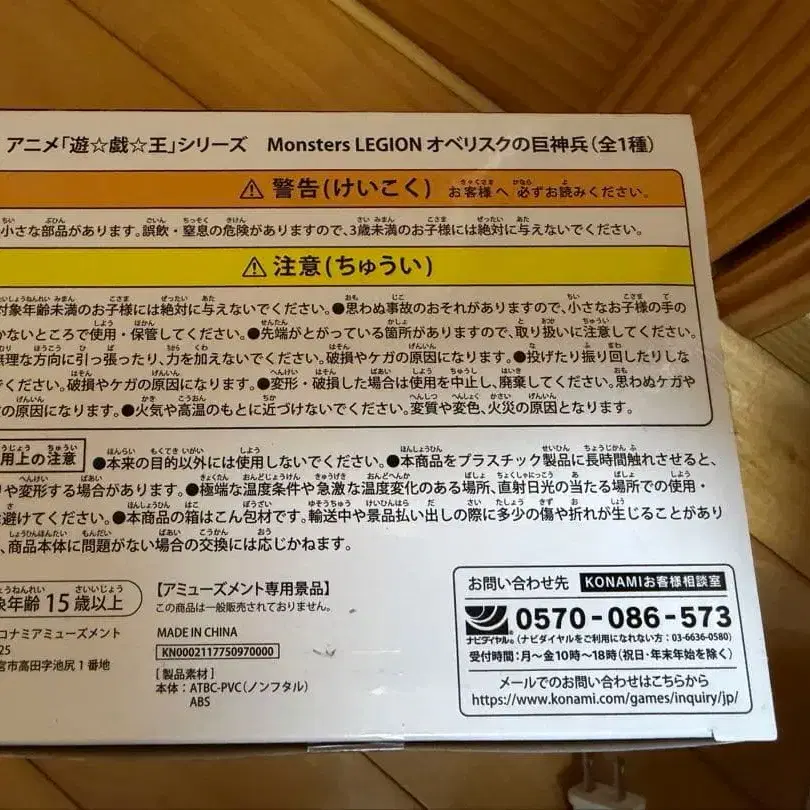 アニメ「遊☆戯☆王」シリーズ Monsters LEGION オベリスクの巨神兵(全1種)
⚠ 警告(けいこく) お客様へ 必ずお読みください。
小さな部品があります。誤飲・窒息の危険がありますので、3歳未満のお子様には絶対に与えないでください。
⚠ 注意(ちゅうい)
対象年齢未満のお子様には絶対に与えないでください。●思わぬ事故のおそれがありますので、小さなお子様の手の
かないところで使用・保管してください。●先端がとがっている箇所がありますので、取り扱いに注意してください。
無理な方向に引っ張ったり、力を加えないでください。破損やケガの原因になります。●投げたり振り回したりしな
でください。破損やケガの原因になります。●変形・破損した場合は使用を中止し、廃棄してください。思わぬケガや
の原因になります。●火気や高温のもとに近づけないでください。変質や変色、火災の原因となります。
用上の注意 ●本来の目的以外には使用しないでください。●本商品をプラスチック製品に長時間触れさせると、
や変形する場合があります。●極端な温度条件や急激な温度変化のある場所、直射日光の当たる場所での使用・
避けてください。●本商品の箱はこん包材です。輸送中や景品払い出しの際に多少の傷や折れが生じることがあり
、商品本体に問題がない場合の交換には応じかねます。
象年齢 15歳以上
コナミアミューズメント
25
宮市高田字池尻1番地
【アミューズメント専用景品】
この商品は一般販売されておりません。
MADE IN CHINA
KN0002117750970000
[製品素材]
本体:ATBC-PVC(ノンフタル)
ABS
お問い合わせ先 KONAMIお客様相談室
ナビダイヤル® 0570-086-573
(ナビダイヤルをご利用になれない方:03-6636-0580)
受付時間:月〜金10時〜18時(祝日・年末年始を除く)
メールでのお問い合わせはこちらから
https://www.konami.com/games/inquiry/jp/